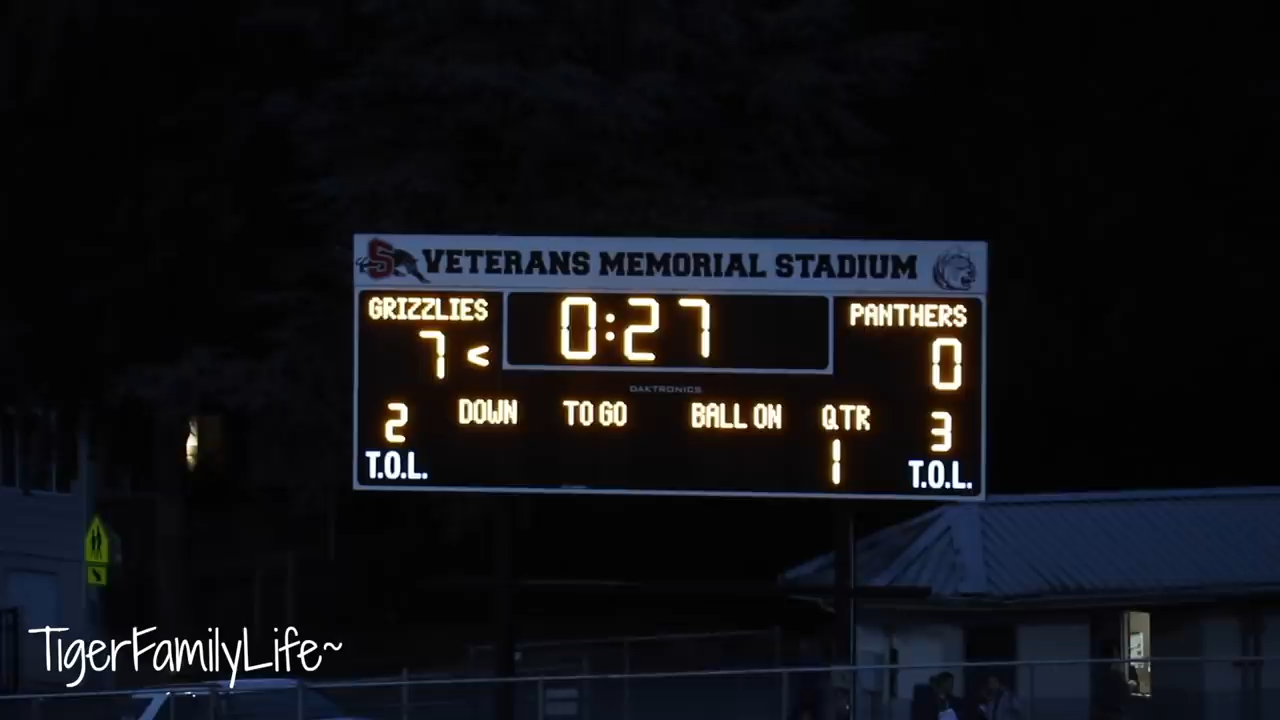 S VETERANS MEMORIAL STADIUM
GRIZZLIES 0:27 PANTHERS
7 < 0
DAKTRONICS
2 DOWN TO GO BALL ON QTR 3
1
T.O.L. T.O.L.
TigerFamilyLife~